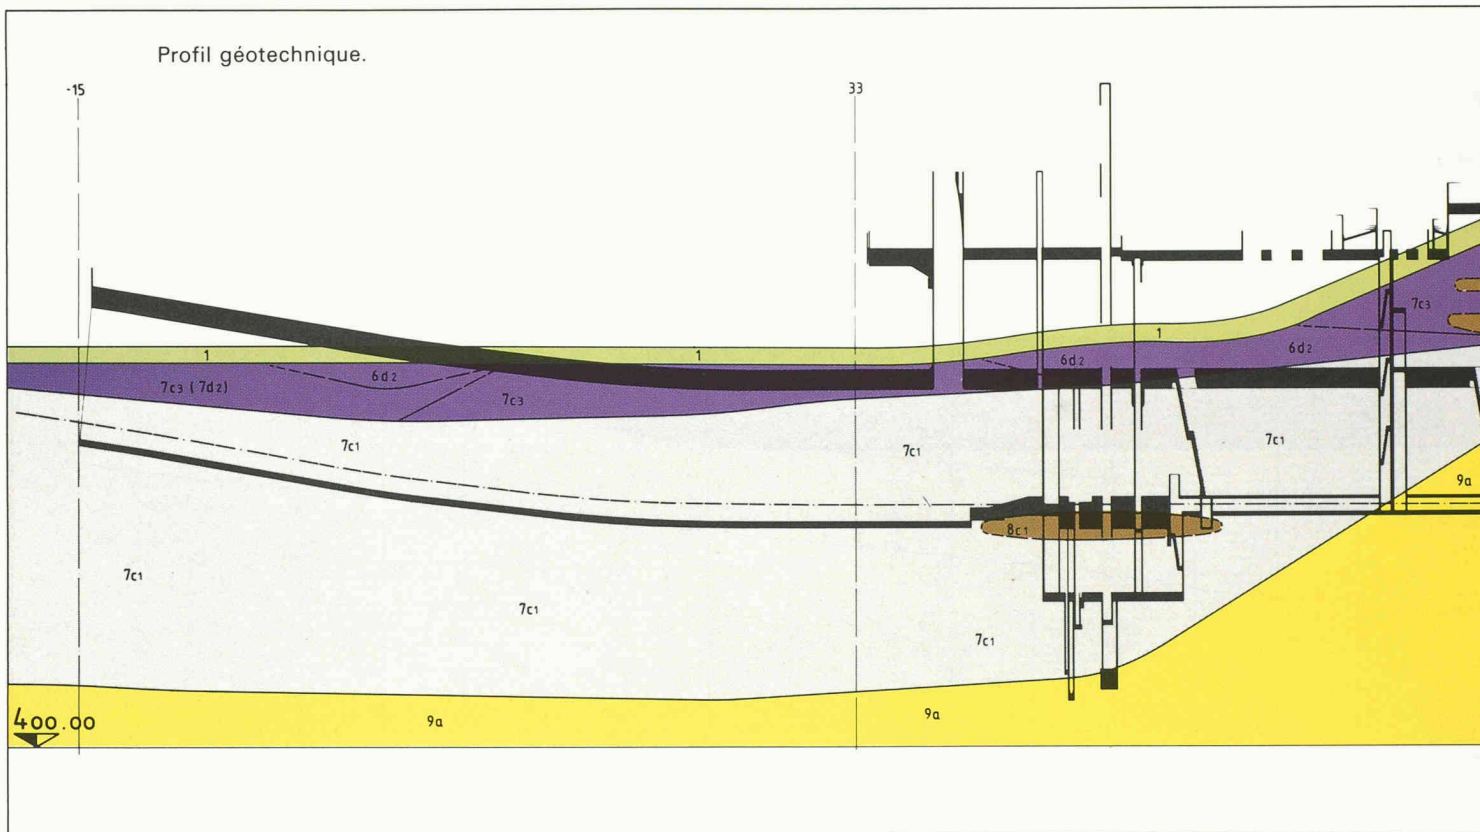 Profil géotechnique.
-15
33
1
1
1
7c3
6d2
6d2
6d2
7c3 (7d2)
7c3
7c1
7c1
7c1
9a
8c1
7c1
7c1
7c1
400.00
9a
9a